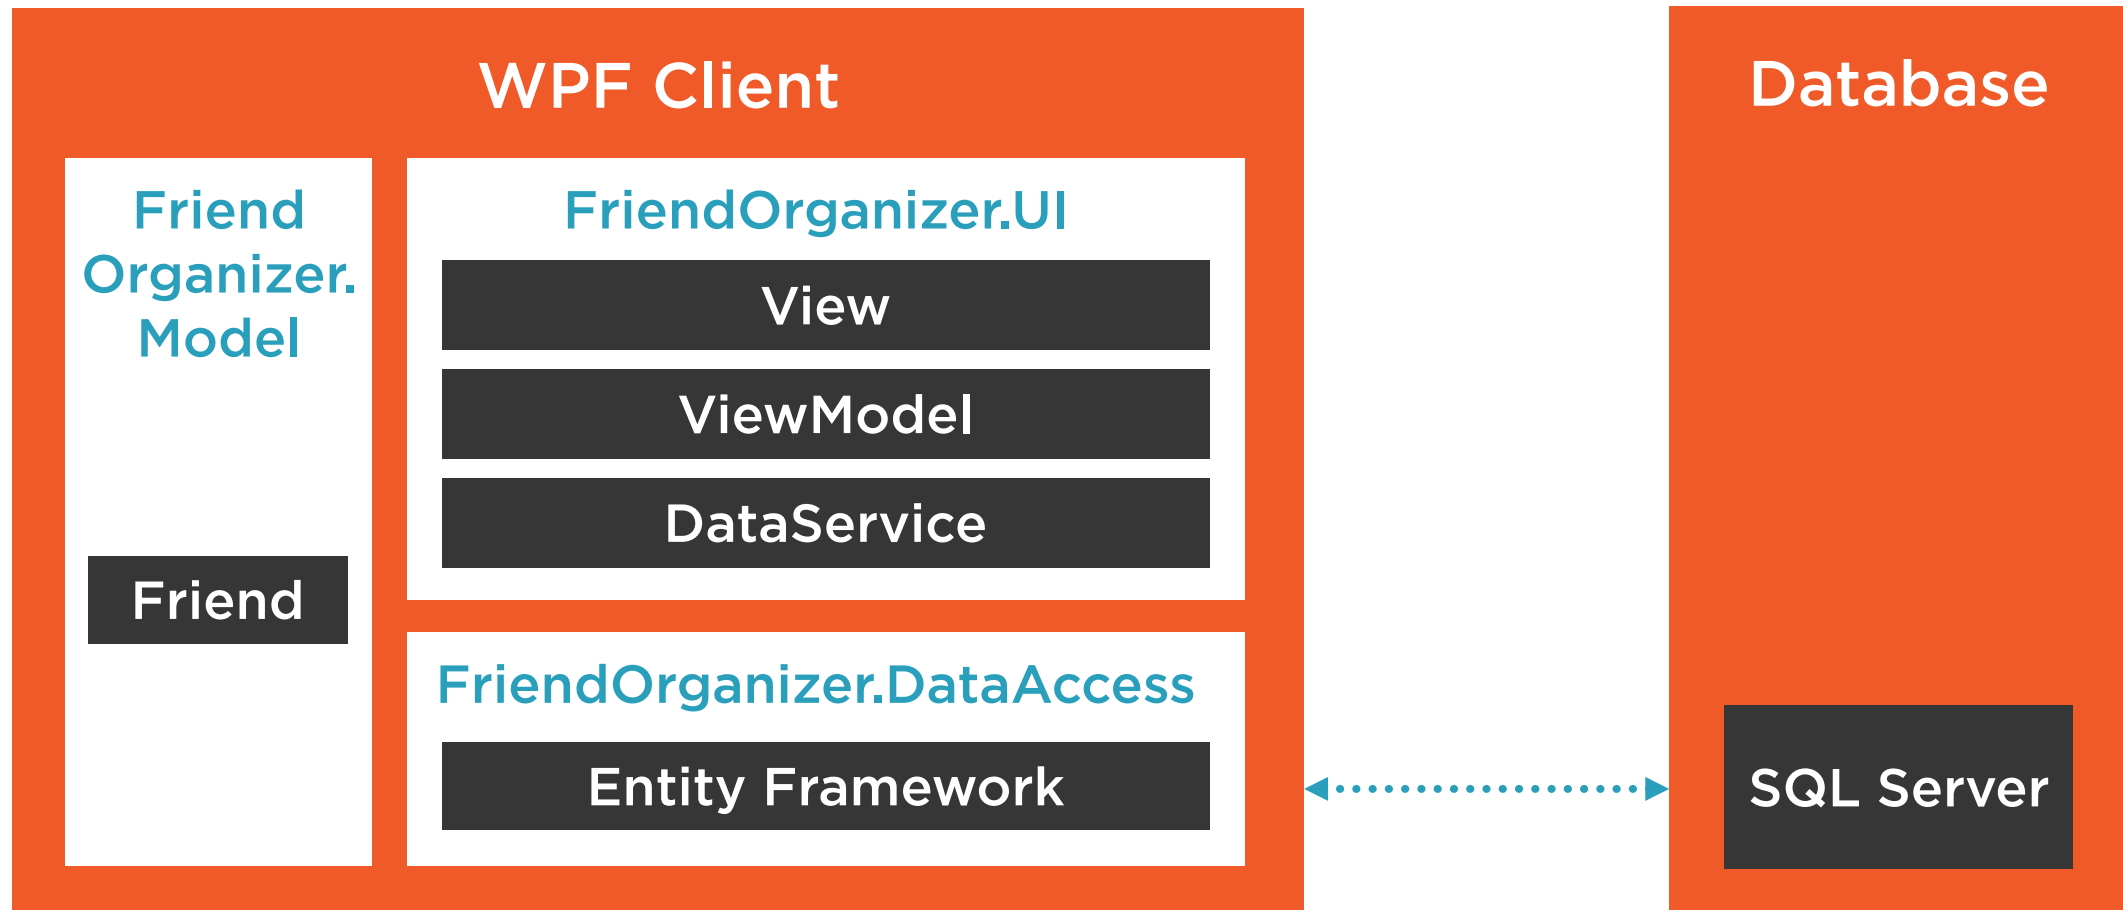 WPF Client
Friend
Organizer.
Model
Friend
FriendOrganizer.UI
View
ViewModel
DataService
FriendOrganizer.DataAccess
Entity Framework
Database
SQL Server